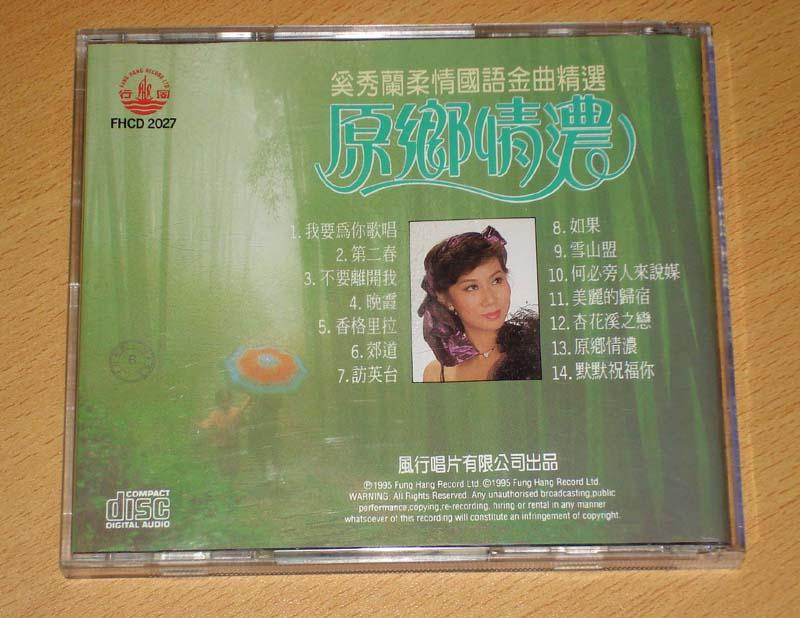 FUNG HANG RECORD LTD
行風
FHCD 2027
奚秀蘭柔情國語金曲精選
原鄉情濃
1. 我要爲你歌唱
2. 第二春
3. 不要離開我
4. 晚霞
5. 香格里拉
6. 郊道
7. 訪英台
8. 如果
9. 雪山盟
10. 何必旁人來說媒
11. 美麗的歸宿
12. 杏花溪之戀
13. 原鄉情濃
14. 默默祝福你
風行唱片有限公司出品
℗1995 Fung Hang Record Ltd. ©1995 Fung Hang Record Ltd.
WARNING: All Rights Reserved. Any unauthorised broadcasting,public
performance,copying,re-recording, hiring or rental in any manner
whatsoever of this recording will constitute an infringement of copyright.
COMPACT
disc
DIGITAL AUDIO